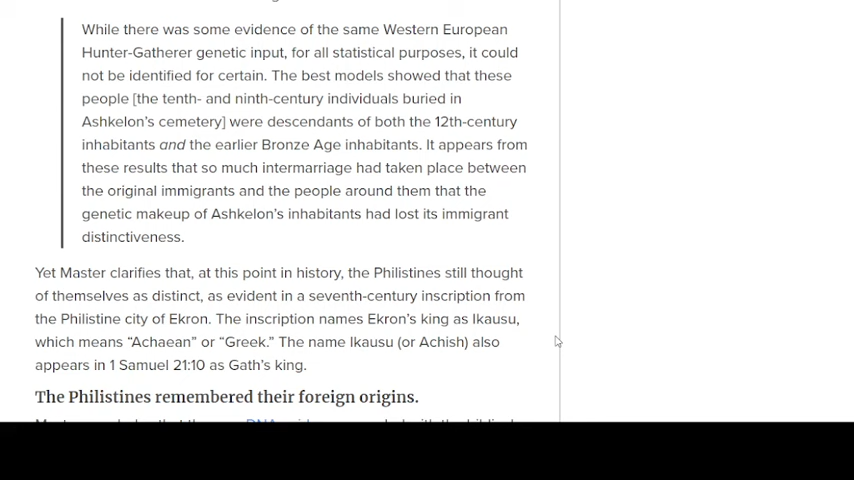 While there was some evidence of the same Western European
Hunter-Gatherer genetic input, for all statistical purposes, it could
not be identified for certain. The best models showed that these
people [the tenth- and ninth-century individuals buried in
Ashkelon’s cemetery] were descendants of both the 12th-century
inhabitants and the earlier Bronze Age inhabitants. It appears from
these results that so much intermarriage had taken place between
the original immigrants and the people around them that the
genetic makeup of Ashkelon’s inhabitants had lost its immigrant
distinctiveness.
Yet Master clarifies that, at this point in history, the Philistines still thought
of themselves as distinct, as evident in a seventh-century inscription from
the Philistine city of Ekron. The inscription names Ekron’s king as Ikausu,
which means “Achaean” or “Greek.” The name Ikausu (or Achish) also
appears in 1 Samuel 21:10 as Gath’s king.
The Philistines remembered their foreign origins.